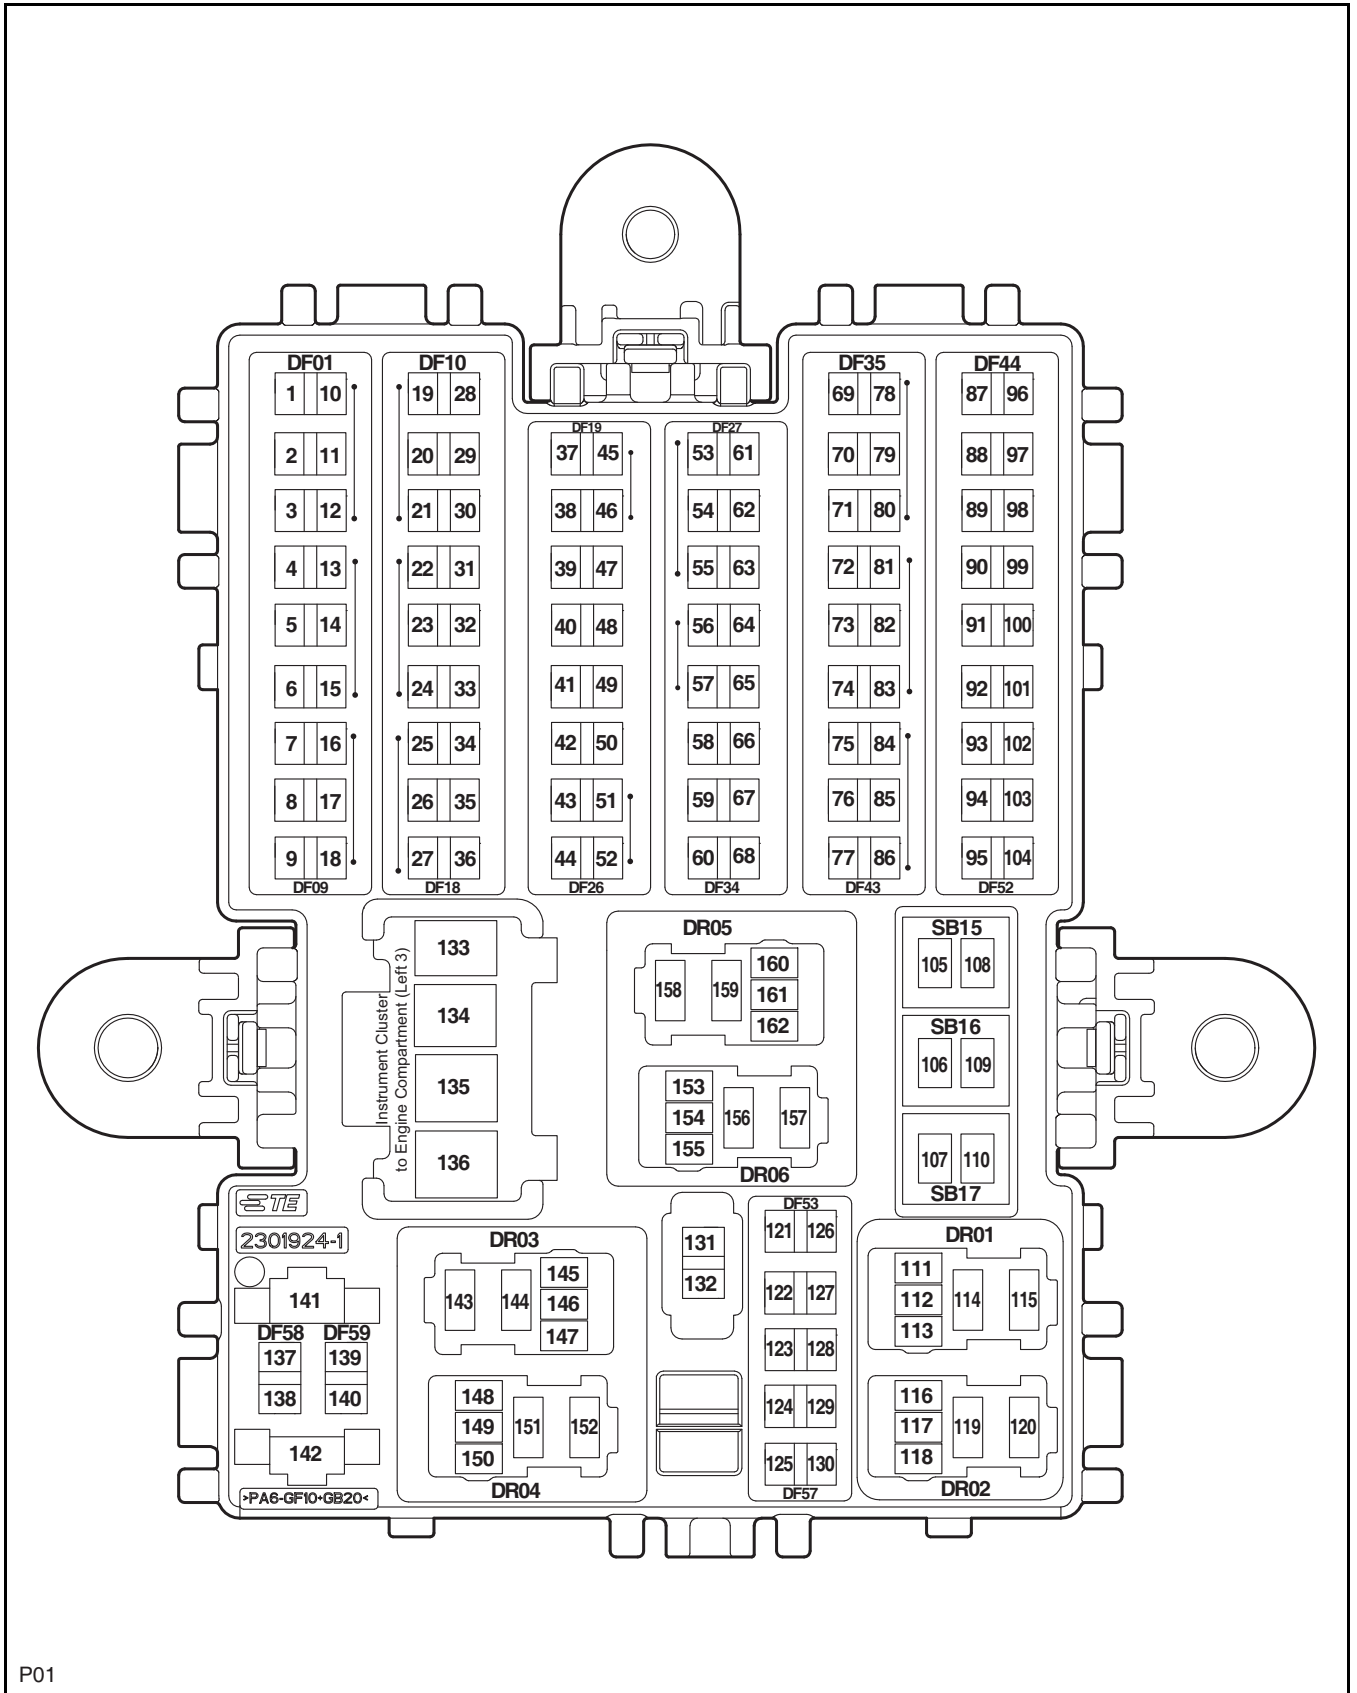 DF01 DF10 DF35 DF44
1 10 19 28 69 78 87 96
DF19 DF27
2 11 20 29 37 45 53 61 70 79 88 97
3 12 21 30 38 46 54 62 71 80 89 98
4 13 22 31 39 47 55 63 72 81 90 99
5 14 23 32 40 48 56 64 73 82 91 100
6 15 24 33 41 49 57 65 74 83 92 101
7 16 25 34 42 50 58 66 75 84 93 102
8 17 26 35 43 51 59 67 76 85 94 103
9 18 27 36 44 52 60 68 77 86 95 104
DF09 DF18 DF26 DF34 DF43 DF52
Instrument Cluster
to Engine Compartment (Left 3)
133
134
135
136
DR05
158 159 160
161
162
153 156 157
154
155
DR06
SB15
105 108
SB16
106 109
107 110
SB17
TE
2301924-1
141
DF58 DF59
137 139
138 140
142
>PA6-GF10+GB20<
DR03
143 144 145
146
147
148 151 152
149
150
DR04
131
132
DF53
121 126
122 127
123 128
124 129
125 130
DF57
DR01
111 114 115
112
113
116 119 120
117
118
DR02
P01